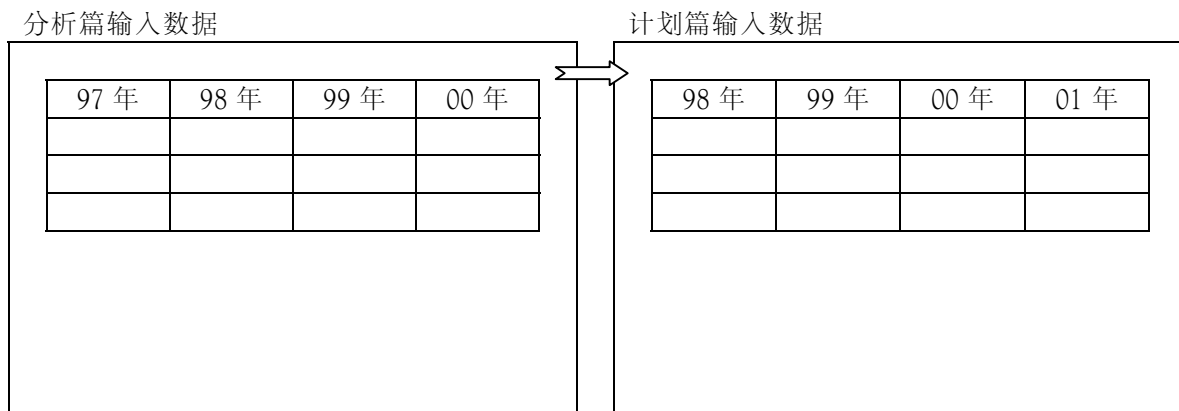 分析篇输入数据
计划篇输入数据
97 年 98 年 99 年 00 年
98 年 99 年 00 年 01 年